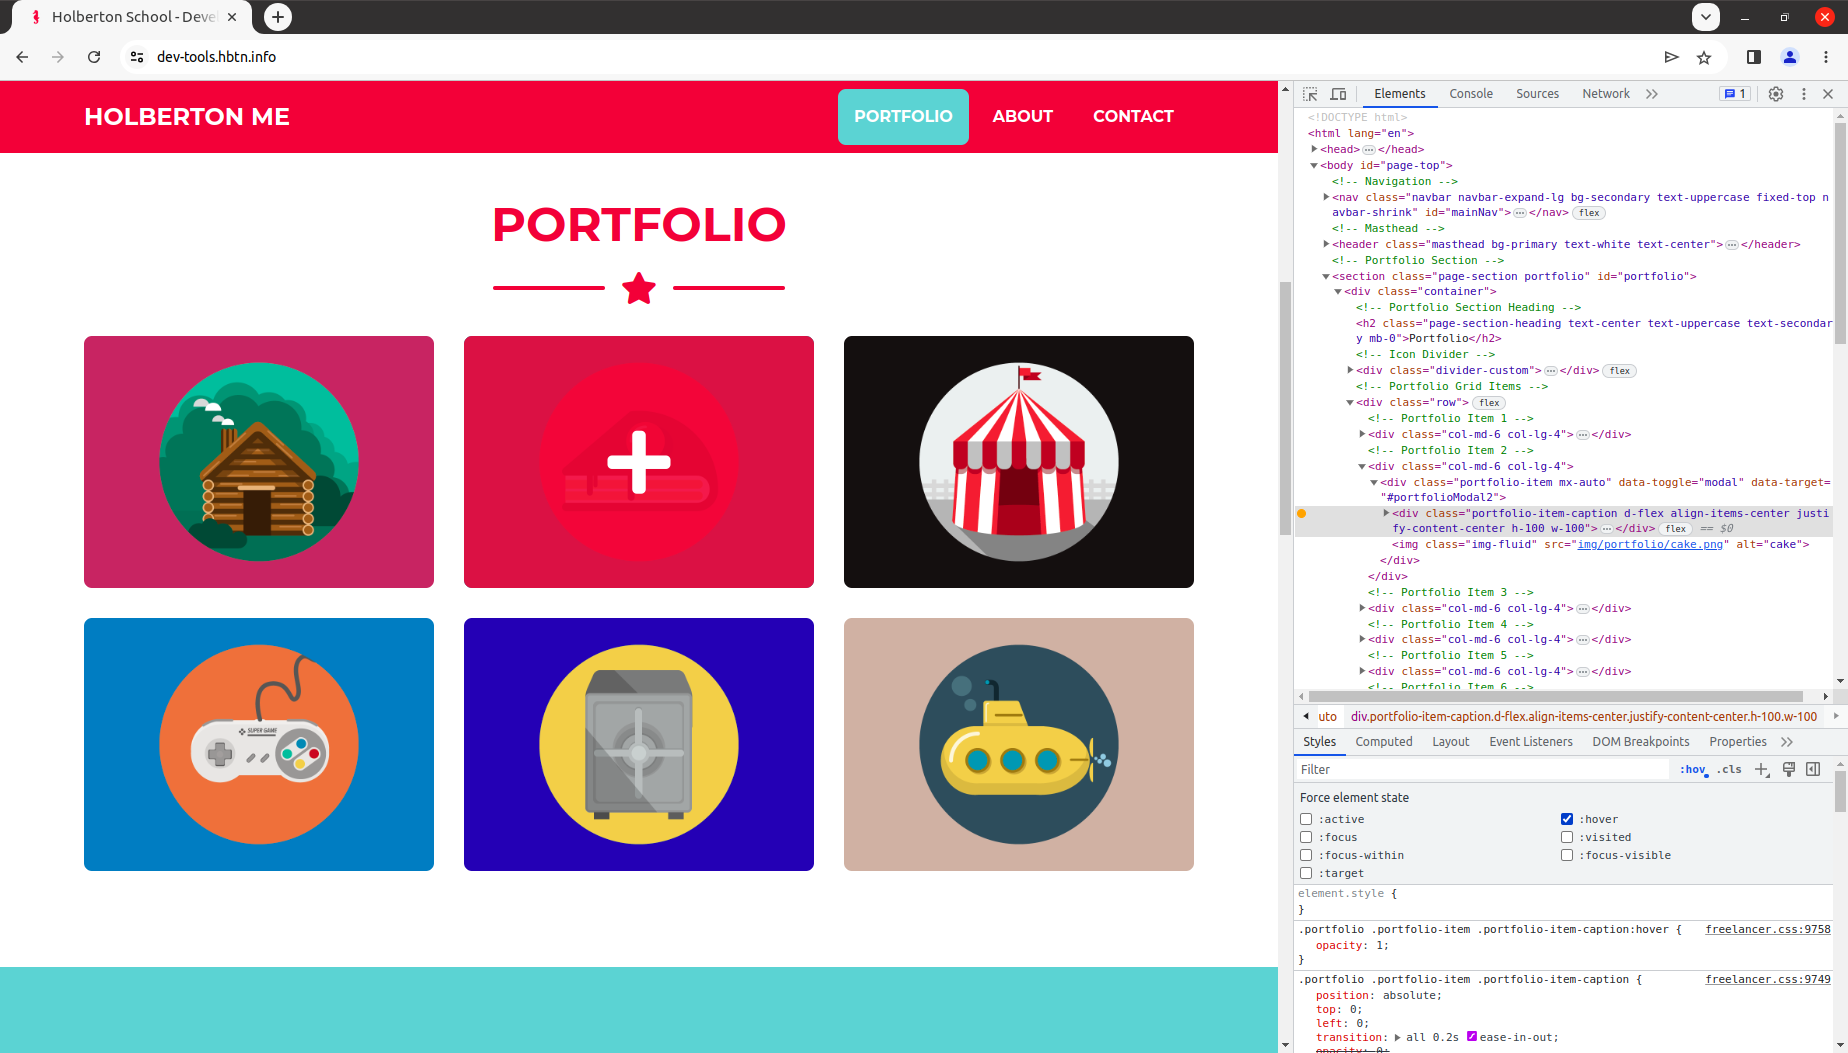 Holberton School - Deve
dev-tools.hbtn.info
HOLBERTON ME
PORTFOLIO
ABOUT
CONTACT
PORTFOLIO
SUPER GAME
Elements
Console
Sources
Network
1
<!DOCTYPE html>
<html lang="en">
<head> ··· </head>
<body id="page-top">
<!-- Navigation -->
<nav class="navbar navbar-expand-lg bg-secondary text-uppercase fixed-top n
avbar-shrink" id="mainNav"> ··· </nav> flex
<!-- Masthead -->
<header class="masthead bg-primary text-white text-center"> ··· </header>
<!-- Portfolio Section -->
<section class="page-section portfolio" id="portfolio">
<div class="container">
<!-- Portfolio Section Heading -->
<h2 class="page-section-heading text-center text-uppercase text-secondar
y mb-0">Portfolio</h2>
<!-- Icon Divider -->
<div class="divider-custom"> ··· </div> flex
<!-- Portfolio Grid Items -->
<div class="row"> flex
<!-- Portfolio Item 1 -->
<div class="col-md-6 col-lg-4"> ··· </div>
<!-- Portfolio Item 2 -->
<div class="col-md-6 col-lg-4">
<div class="portfolio-item mx-auto" data-toggle="modal" data-target=
"#portfolioModal2">
<div class="portfolio-item-caption d-flex align-items-center justi
fy-content-center h-100 w-100"> ··· </div> flex == $0
<img class="img-fluid" src="img/portfolio/cake.png" alt="cake">
</div>
</div>
<!-- Portfolio Item 3 -->
<div class="col-md-6 col-lg-4"> ··· </div>
<!-- Portfolio Item 4 -->
<div class="col-md-6 col-lg-4"> ··· </div>
<!-- Portfolio Item 5 -->
<div class="col-md-6 col-lg-4"> ··· </div>
<!-- Portfolio Item 6 -->
uto div.portfolio-item-caption.d-flex.align-items-center.justify-content-center.h-100.w-100
Styles
Computed
Layout
Event Listeners
DOM Breakpoints
Properties
Filter
:hov
.cls
Force element state
:active
:hover
:focus
:visited
:focus-within
:focus-visible
:target
element.style {
}
.portfolio .portfolio-item .portfolio-item-caption:hover { freelancer.css:9758
opacity: 1;
}
.portfolio .portfolio-item .portfolio-item-caption { freelancer.css:9749
position: absolute;
top: 0;
left: 0;
transition: all 0.2s ease-in-out;
opacity: 0;